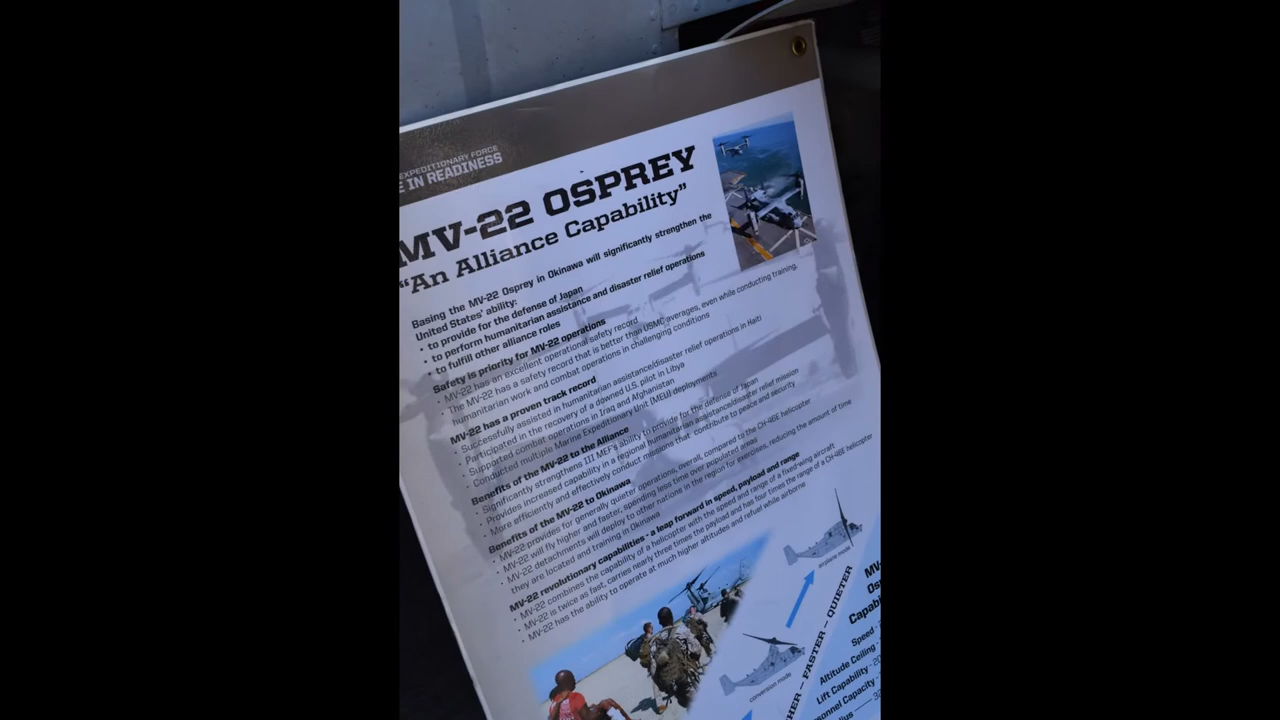 EXPEDITIONARY FORCE
E IN READINESS
MV-22 OSPREY
“An Alliance Capability”
Basing the MV-22 Osprey in Okinawa will significantly strengthen the
United States' ability:
• to provide for the defense of Japan
• to perform humanitarian assistance and disaster relief operations
• to fulfill other alliance roles
Safety is priority for MV-22 operations
• MV-22 has an excellent operational safety record
• The MV-22 has a safety record that is better than USMC averages, even while conducting training,
humanitarian work and combat operations in challenging conditions
MV-22 has a proven track record
• Successfully assisted in humanitarian assistance/disaster relief operations in Haiti
• Participated in the recovery of a downed U.S. pilot in Libya
• Supported combat operations in Iraq and Afghanistan
• Conducted multiple Marine Expeditionary Unit (MEU) deployments
Benefits of the MV-22 to the Alliance
• Significantly strengthens III MEF's ability to provide for the defense of Japan
• Provides increased capability in a regional humanitarian assistance/disaster relief mission
• More efficiently and effectively conduct missions that contribute to peace and security
Benefits of the MV-22 to Okinawa
• MV-22 provides for generally quieter operations, overall, compared to the CH-46E helicopter
• MV-22 will fly higher and faster, spending less time over populated areas
• MV-22 detachments will deploy to other nations in the region for exercises, reducing the amount of time
they are located and training in Okinawa
MV-22 revolutionary capabilities - a leap forward in speed, payload and range
• MV-22 combines the capability of a helicopter with the speed and range of a fixed-wing aircraft
• MV-22 is twice as fast, carries nearly three times the payload and has four times the range of a CH-46E helicopter
• MV-22 has the ability to operate at much higher altitudes and refuel while airborne
airplane mode
conversion mode
HER – FASTER – QUIETER
MV-
Osp
Capabi
Speed -
Altitude Ceiling -
Lift Capability - 20
sonnel Capacity -
dius — 32